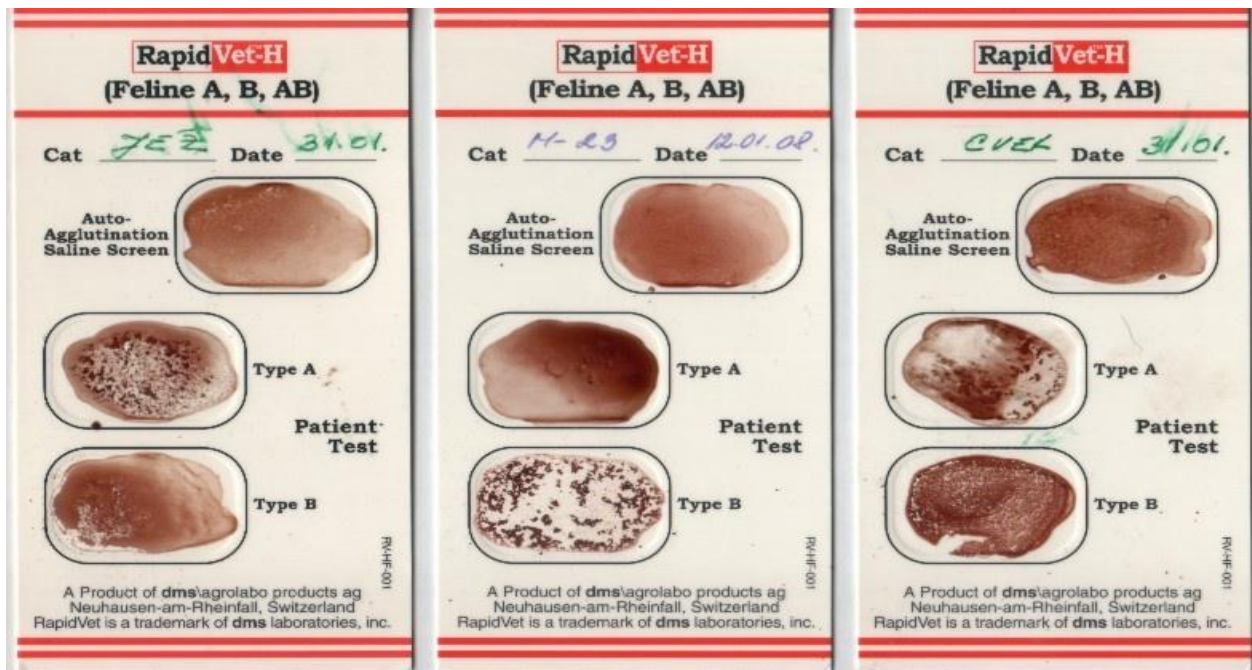 RapidVet-H
(Feline A, B, AB)
Cat JEŽ Date 31.01.
Auto-
Agglutination
Saline Screen
Type A
Patient
Test
Type B
RV-HF-001
A Product of dms\agrolabo products ag
Neuhausen-am-Rheinfall, Switzerland
RapidVet is a trademark of dms laboratories, inc.
RapidVet-H
(Feline A, B, AB)
Cat M-23 Date 12.01.08.
Auto-
Agglutination
Saline Screen
Type A
Patient
Test
Type B
RV-HF-001
A Product of dms\agrolabo products ag
Neuhausen-am-Rheinfall, Switzerland
RapidVet is a trademark of dms laboratories, inc.
RapidVet-H
(Feline A, B, AB)
Cat CVEK Date 31.01.
Auto-
Agglutination
Saline Screen
Type A
Patient
Test
Type B
RV-HF-001
A Product of dms\agrolabo products ag
Neuhausen-am-Rheinfall, Switzerland
RapidVet is a trademark of dms laboratories, inc.